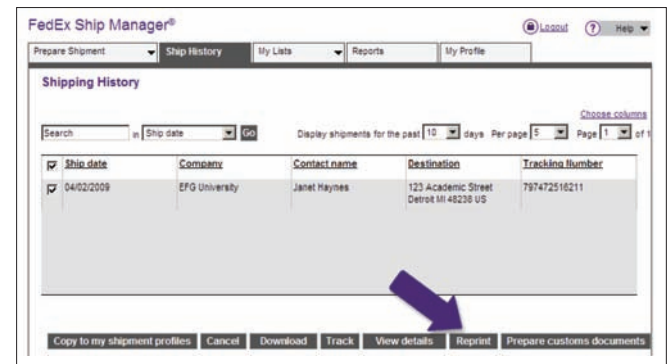 FedEx Ship Manager®
Logout ? Help
Prepare Shipment Ship History My Lists Reports My Profile
Shipping History
Choose columns
Search in Ship date Go Display shipments for the past 10 days Per page 5 Page 1 of 1
Ship date Company Contact name Destination Tracking Number
04/02/2009 EFG University Janet Haynes 123 Academic Street 797472516211
Detroit MI 48238 US
Copy to my shipment profiles Cancel Download Track View details Reprint Prepare customs documents